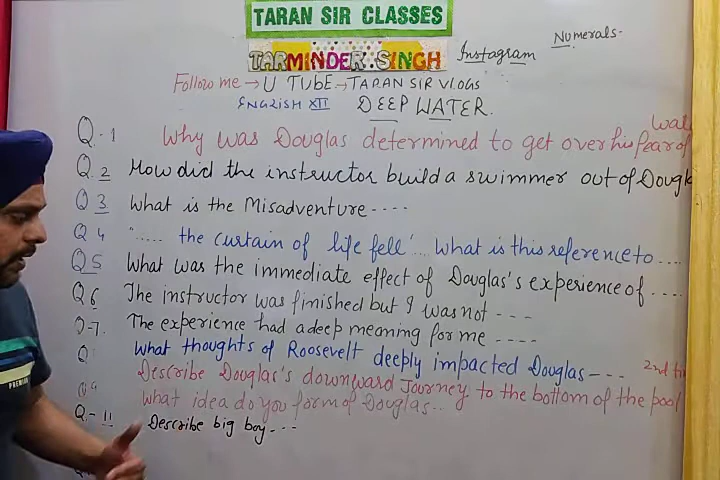 TARAN SIR CLASSES
TARMINDER SINGH Instagram Numerals-
Follow me → U TUBE → TARAN SIR VLOGS
ENGLISH XII DEEP WATER.
Q.1 Why was Douglas determined to get over his fear of
Q.2 How did the instructor build a swimmer out of
Q 3 What is the Misadventure ----
Q 4 "..... the curtain of life fell'... What is this reference to ....
Q5 What was the immediate effect of Douglas's experience of ....
Q 6 The instructor was finished but I was not ---
Q-7. The experience had a deep meaning for me ----
Q What thoughts of Roosevelt deeply impacted Douglas --- 2nd
Q 9 Describe Douglas's downward Journey to the bottom of the pool
What idea do you form of Douglas..
Q.- 11 Describe big boy. ---